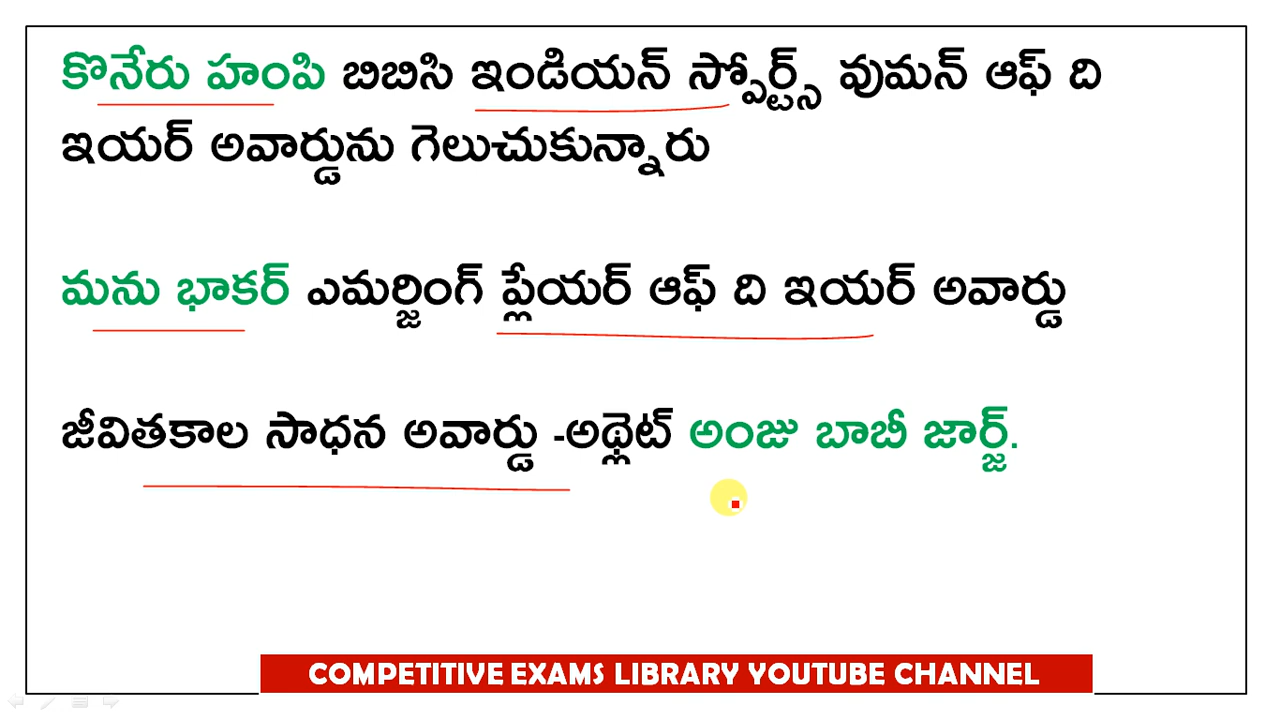 కొనేరు హంపి బిబిసి ఇండియన్ స్పోర్ట్స్ వుమన్ ఆఫ్ ది
ఇయర్ అవార్డును గెలుచుకున్నారు
మను భాకర్ ఎమర్జింగ్ ప్లేయర్ ఆఫ్ ది ఇయర్ అవార్డు
జీవితకాల సాధన అవార్డు -అథ్లెట్ అంజు బాబీ జార్జ్.
COMPETITIVE EXAMS LIBRARY YOUTUBE CHANNEL